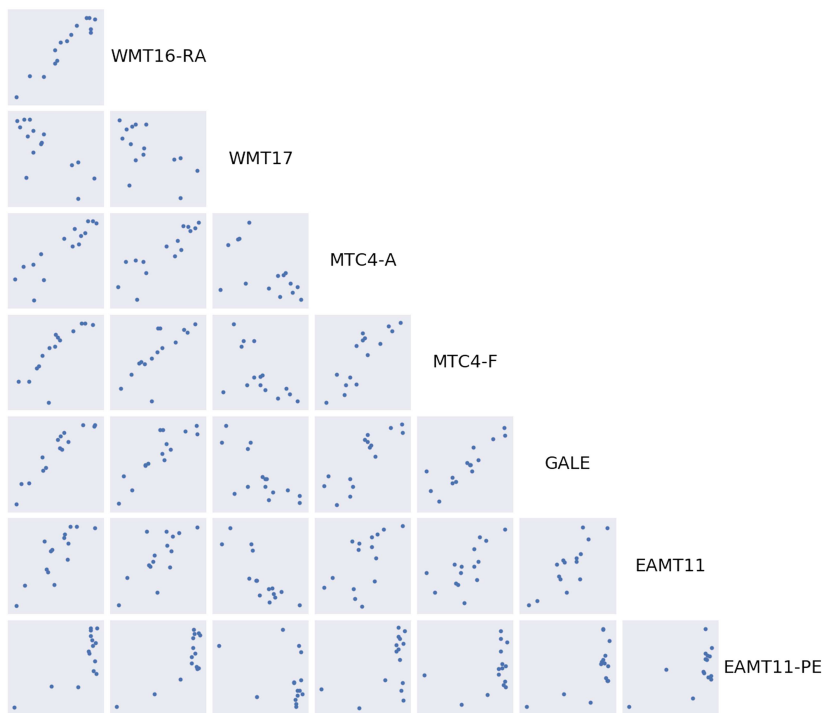 WMT16-RA
WMT17
MTC4-A
MTC4-F
GALE
EAMT11
EAMT11-PE